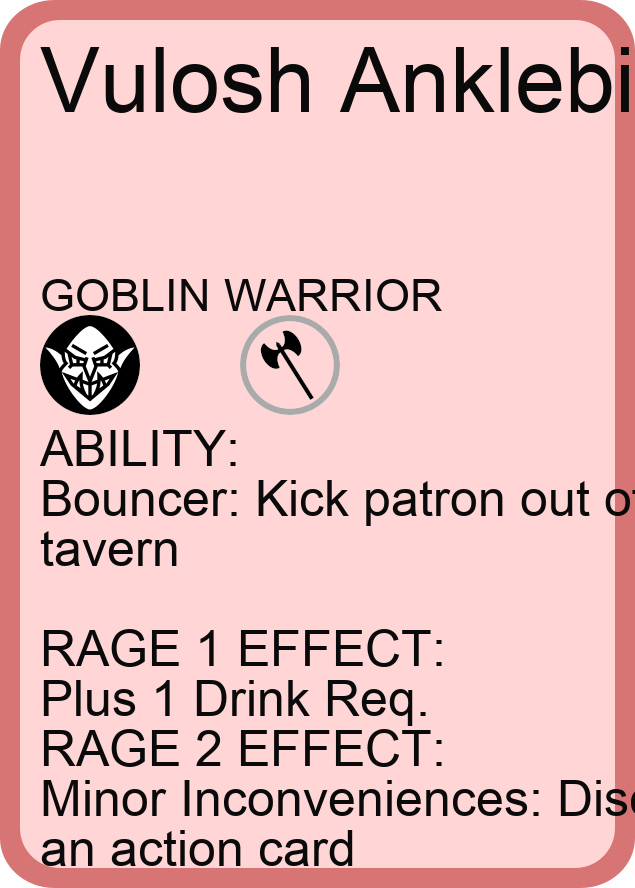 Vulosh Anklebi
GOBLIN WARRIOR
ABILITY:
Bouncer: Kick patron out of
tavern
RAGE 1 EFFECT:
Plus 1 Drink Req.
RAGE 2 EFFECT:
Minor Inconveniences: Disc
an action card